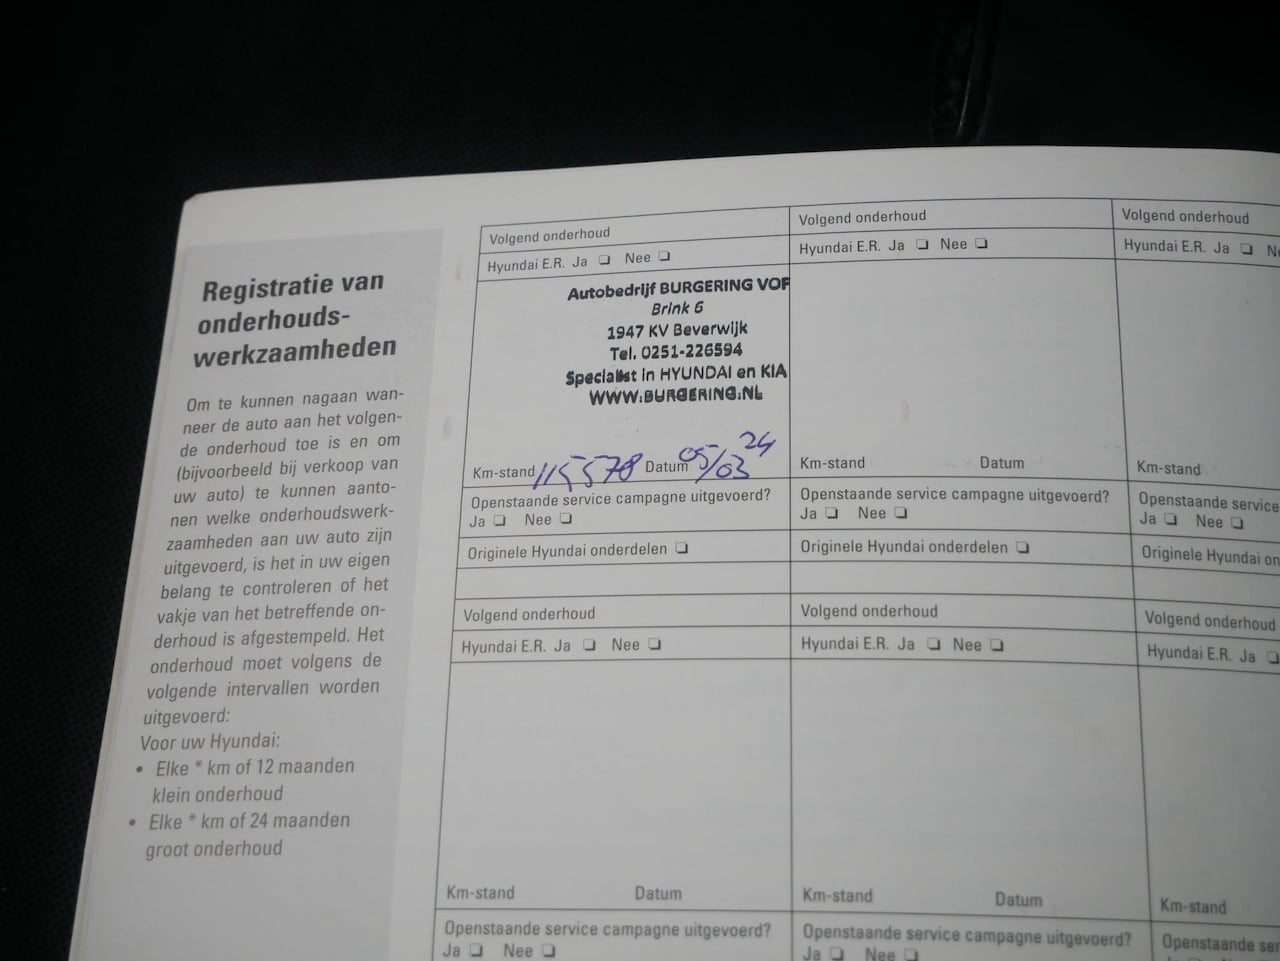 Registratie van
onderhouds-
werkzaamheden
Om te kunnen nagaan wan-
neer de auto aan het volgen-
de onderhoud toe is en om
(bijvoorbeeld bij verkoop van
uw auto) te kunnen aanto-
nen welke onderhoudswerk-
zaamheden aan uw auto zijn
uitgevoerd, is het in uw eigen
belang te controleren of het
vakje van het betreffende on-
derhoud is afgestempeld. Het
onderhoud moet volgens de
volgende intervallen worden
uitgevoerd:
Voor uw Hyundai:
• Elke * km of 12 maanden
klein onderhoud
• Elke * km of 24 maanden
groot onderhoud
Volgend onderhoud
Hyundai E.R. Ja ❏ Nee ❏
Autobedrijf BURGERING VOF
Brink 6
1947 KV Beverwijk
Tel. 0251-226594
Specialist in HYUNDAI en KIA
WWW.BURGERING.NL
Km-stand 115578 Datum 05/03 24
Openstaande service campagne uitgevoerd?
Ja ❏ Nee ❏
Originele Hyundai onderdelen ❏
Volgend onderhoud
Hyundai E.R. Ja ❏ Nee ❏
Km-stand Datum
Openstaande service campagne uitgevoerd?
Ja ❏ Nee ❏
Originele Hyundai onderdelen ❏
Volgend onderhoud
Hyundai E.R. Ja ❏ N
Km-stand
Openstaande service
Ja ❏ Nee ❏
Originele Hyundai on
Volgend onderhoud
Hyundai E.R. Ja ❏ Nee ❏
Km-stand Datum
Openstaande service campagne uitgevoerd?
Ja ❏ Nee ❏
Volgend onderhoud
Hyundai E.R. Ja ❏ Nee ❏
Km-stand Datum
Openstaande service campagne uitgevoerd?
Ja ❏ Nee ❏
Volgend onderhoud
Hyundai E.R. Ja ❏
Km-stand
Openstaande ser